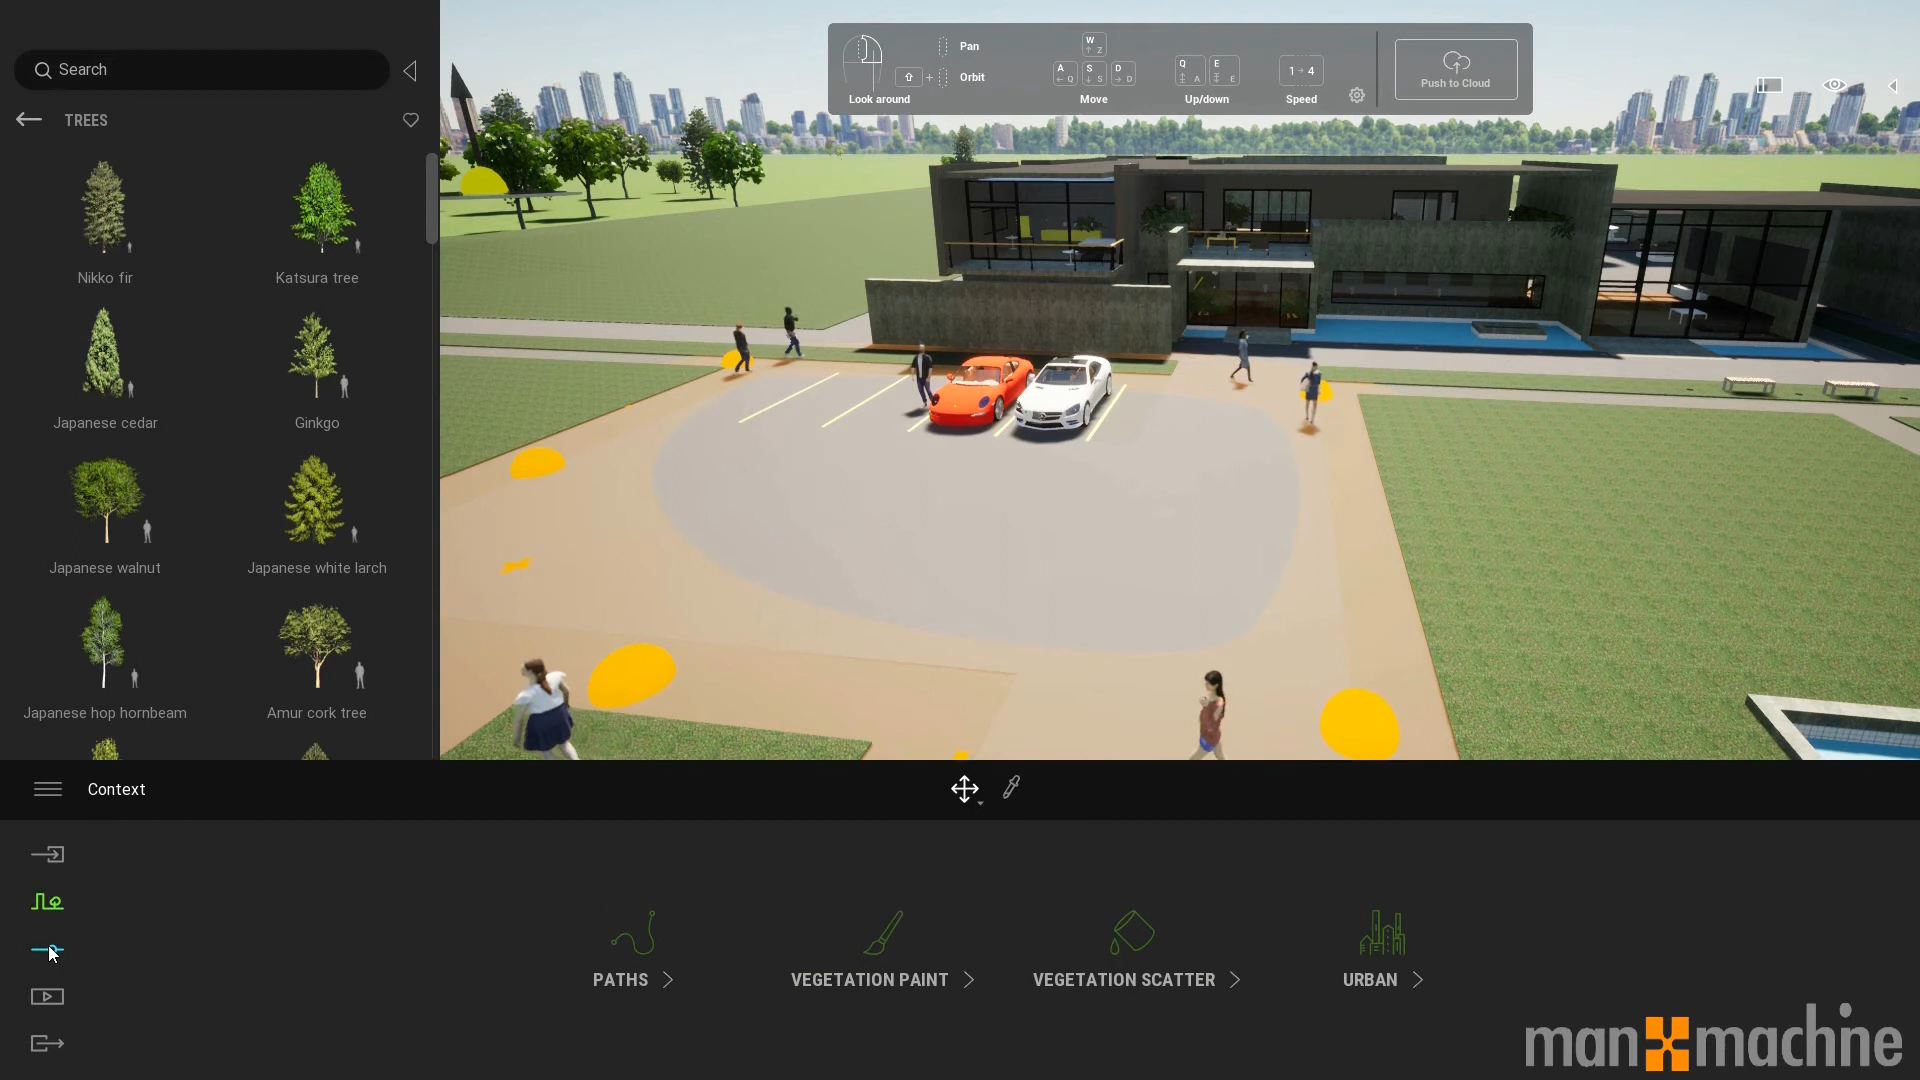 Search
TREES
Nikko fir
Katsura tree
Japanese cedar
Ginkgo
Japanese walnut
Japanese white larch
Japanese hop hornbeam
Amur cork tree
Pan
+ Orbit
Look around
W
Z
A
Q
S
S
D
D
Move
Q
A
E
E
Up/down
1 4
Speed
Push to Cloud
Context
PATHS
VEGETATION PAINT
VEGETATION SCATTER
URBAN
man machine